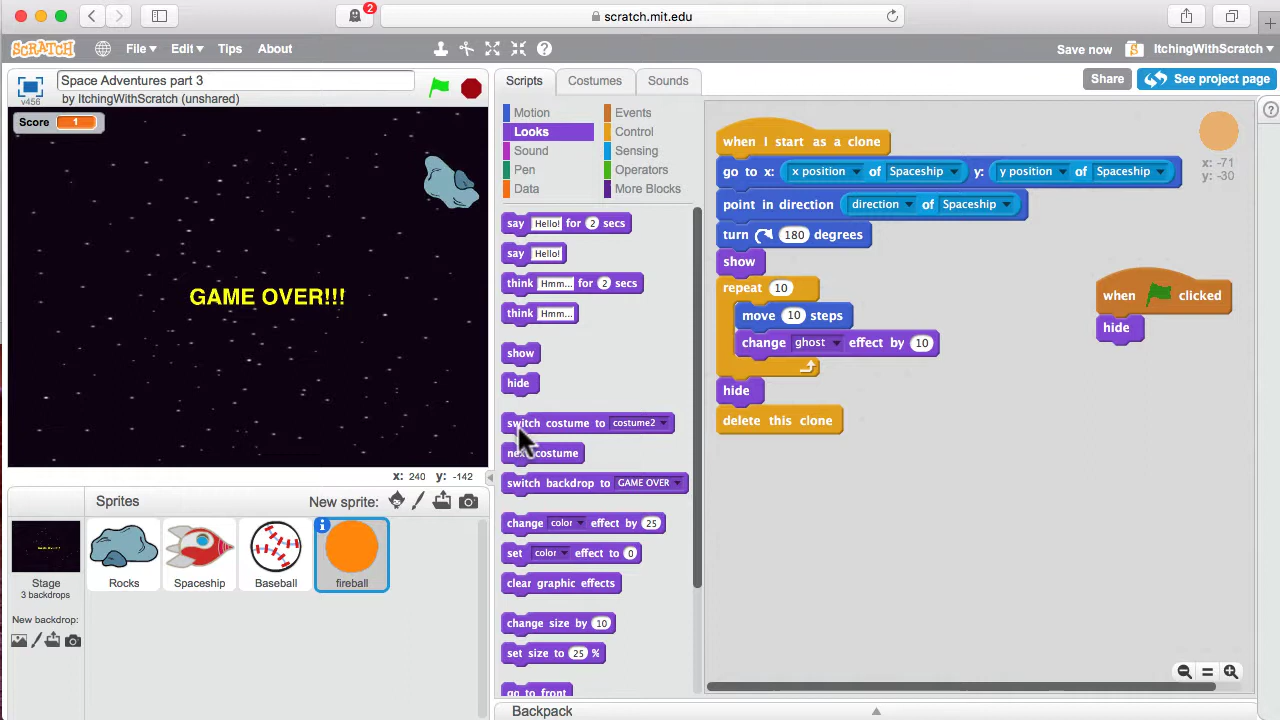 2
scratch.mit.edu
SCRATCH
File Edit Tips About
Save now
S
ItchingWithScratch
v456
Space Adventures part 3
by ItchingWithScratch (unshared)
Scripts
Costumes
Sounds
Share
See project page
Score 1
GAME OVER!!!
x: 240 y: -142
Motion
Looks
Sound
Pen
Data
Events
Control
Sensing
Operators
More Blocks
say Hello! for 2 secs
say Hello!
think Hmm... for 2 secs
think Hmm...
show
hide
switch costume to costume2
next costume
switch backdrop to GAME OVER
change color effect by 25
set color effect to 0
clear graphic effects
change size by 10
set size to 25 %
go to front
when I start as a clone
go to x: x position of Spaceship y: y position of Spaceship
point in direction direction of Spaceship
turn 180 degrees
show
repeat 10
move 10 steps
change ghost effect by 10
hide
delete this clone
x: -71
y: -30
when clicked
hide
Sprites
New sprite:
Stage
3 backdrops
New backdrop:
Rocks
Spaceship
Baseball
fireball
Backpack